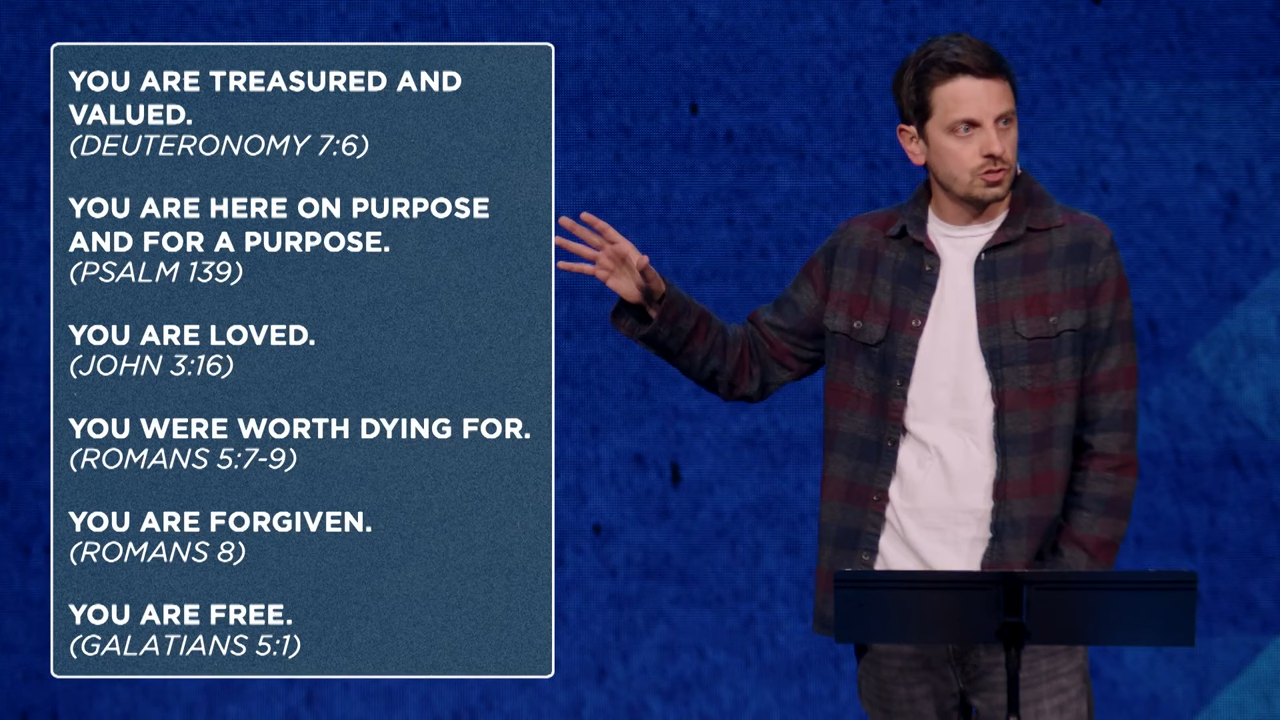 YOU ARE TREASURED AND
VALUED.
(DEUTERONOMY 7:6)
YOU ARE HERE ON PURPOSE
AND FOR A PURPOSE.
(PSALM 139)
YOU ARE LOVED.
(JOHN 3:16)
YOU WERE WORTH DYING FOR.
(ROMANS 5:7-9)
YOU ARE FORGIVEN.
(ROMANS 8)
YOU ARE FREE.
(GALATIANS 5:1)